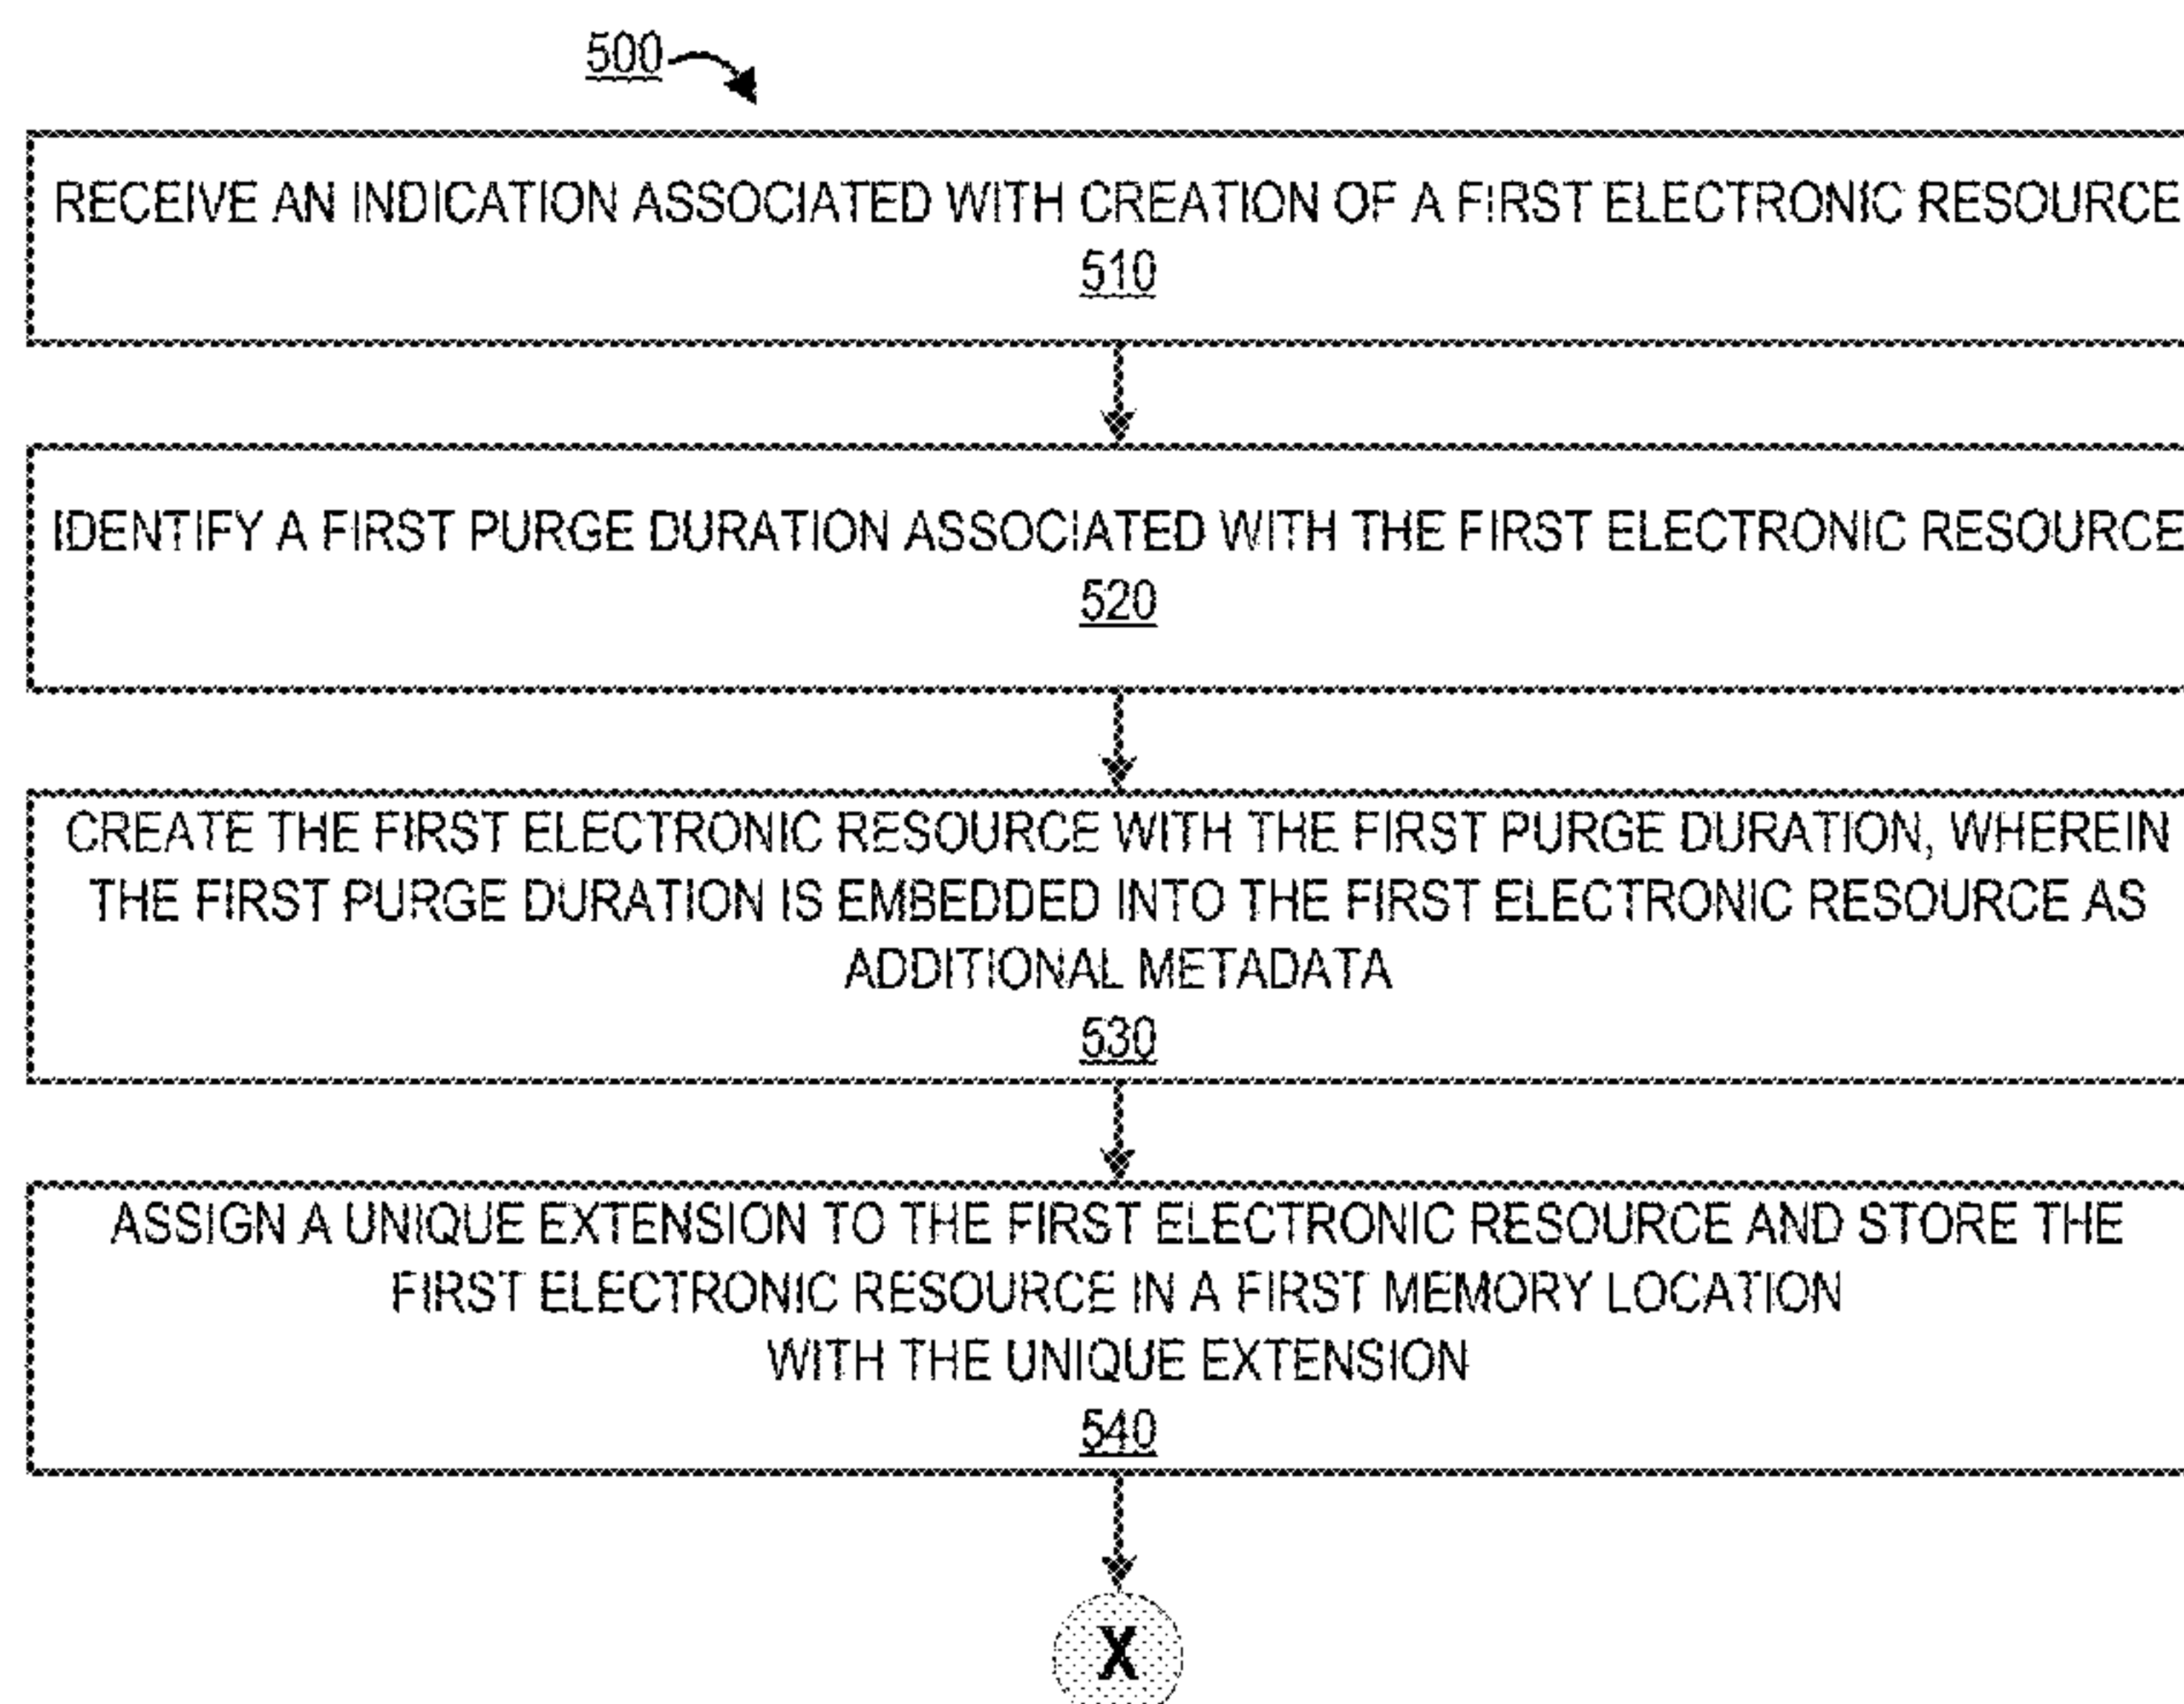 500
RECEIVE AN INDICATION ASSOCIATED WITH CREATION OF A FIRST ELECTRONIC RESOURCE
510
IDENTIFY A FIRST PURGE DURATION ASSOCIATED WITH THE FIRST ELECTRONIC RESOURCE
520
CREATE THE FIRST ELECTRONIC RESOURCE WITH THE FIRST PURGE DURATION, WHEREIN
THE FIRST PURGE DURATION IS EMBEDDED INTO THE FIRST ELECTRONIC RESOURCE AS
ADDITIONAL METADATA
530
ASSIGN A UNIQUE EXTENSION TO THE FIRST ELECTRONIC RESOURCE AND STORE THE
FIRST ELECTRONIC RESOURCE IN A FIRST MEMORY LOCATION
WITH THE UNIQUE EXTENSION
540
X